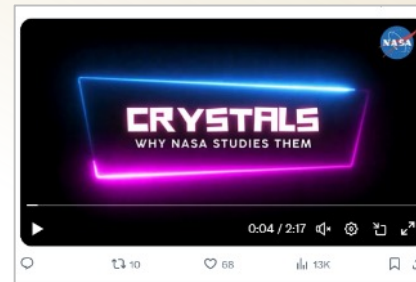 NASA
CRYSTALS
WHY NASA STUDIES THEM
0:04 / 2:17
10
68
13K